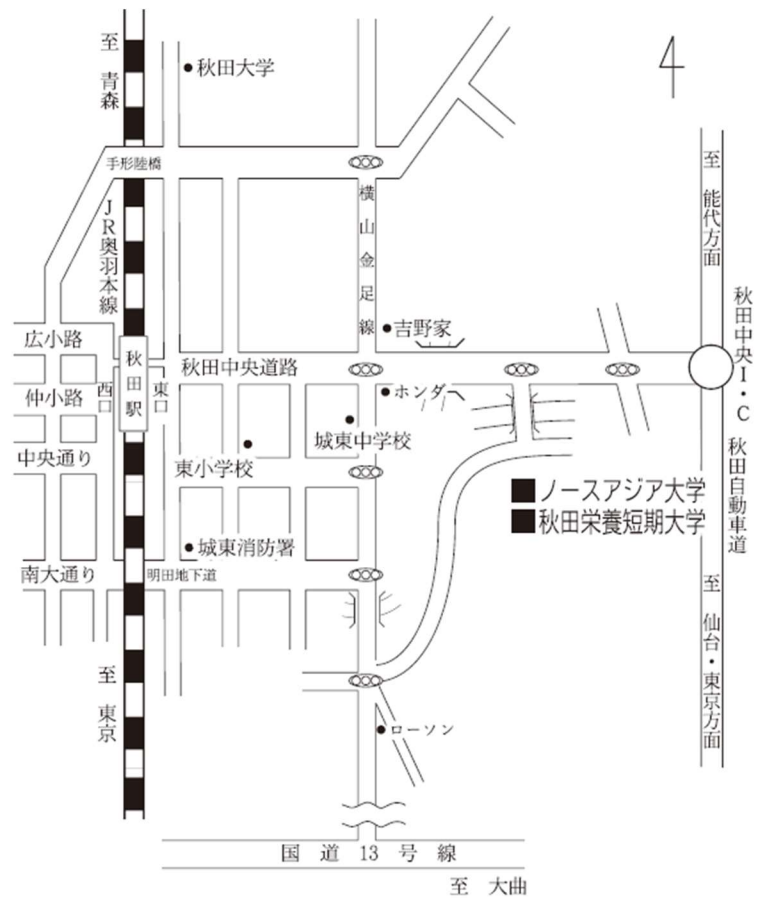 至 青森
秋田大学
手形陸橋
至 能代方面
JR奥羽本線
横山金足線
吉野家
秋田中央I・C
広小路
秋田駅
秋田中央道路
西口
東口
仲小路
ホンダ
城東中学校
中央通り
東小学校
秋田自動車道
ノースアジア大学
秋田栄養短期大学
城東消防署
南大通り
明田地下道
至 仙台・東京方面
至 東京
ローソン
国道13号線
至 大曲